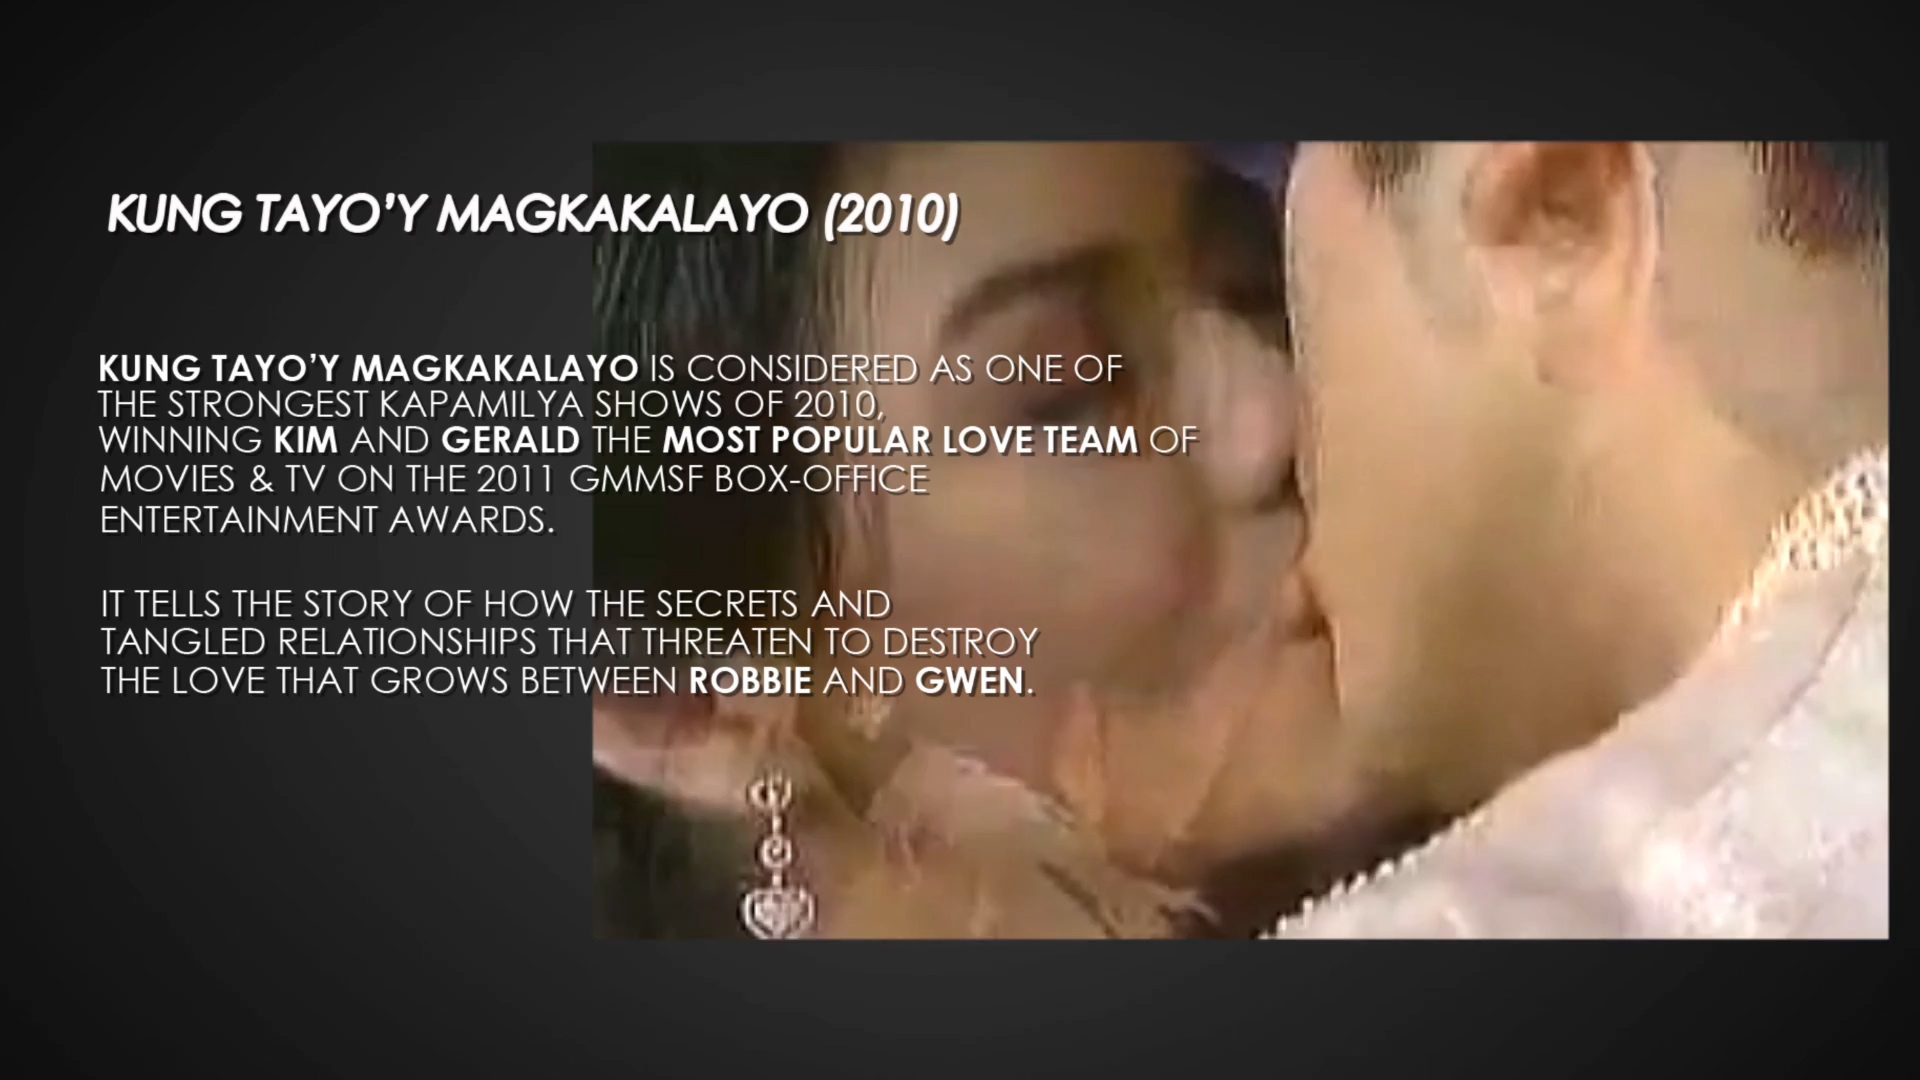 KUNG TAYO'Y MAGKAKALAYO (2010)
KUNG TAYO'Y MAGKAKALAYO IS CONSIDERED AS ONE OF
THE STRONGEST KAPAMILYA SHOWS OF 2010,
WINNING KIM AND GERALD THE MOST POPULAR LOVE TEAM OF
MOVIES & TV ON THE 2011 GMMSF BOX-OFFICE
ENTERTAINMENT AWARDS.
IT TELLS THE STORY OF HOW THE SECRETS AND
TANGLED RELATIONSHIPS THAT THREATEN TO DESTROY
THE LOVE THAT GROWS BETWEEN ROBBIE AND GWEN.